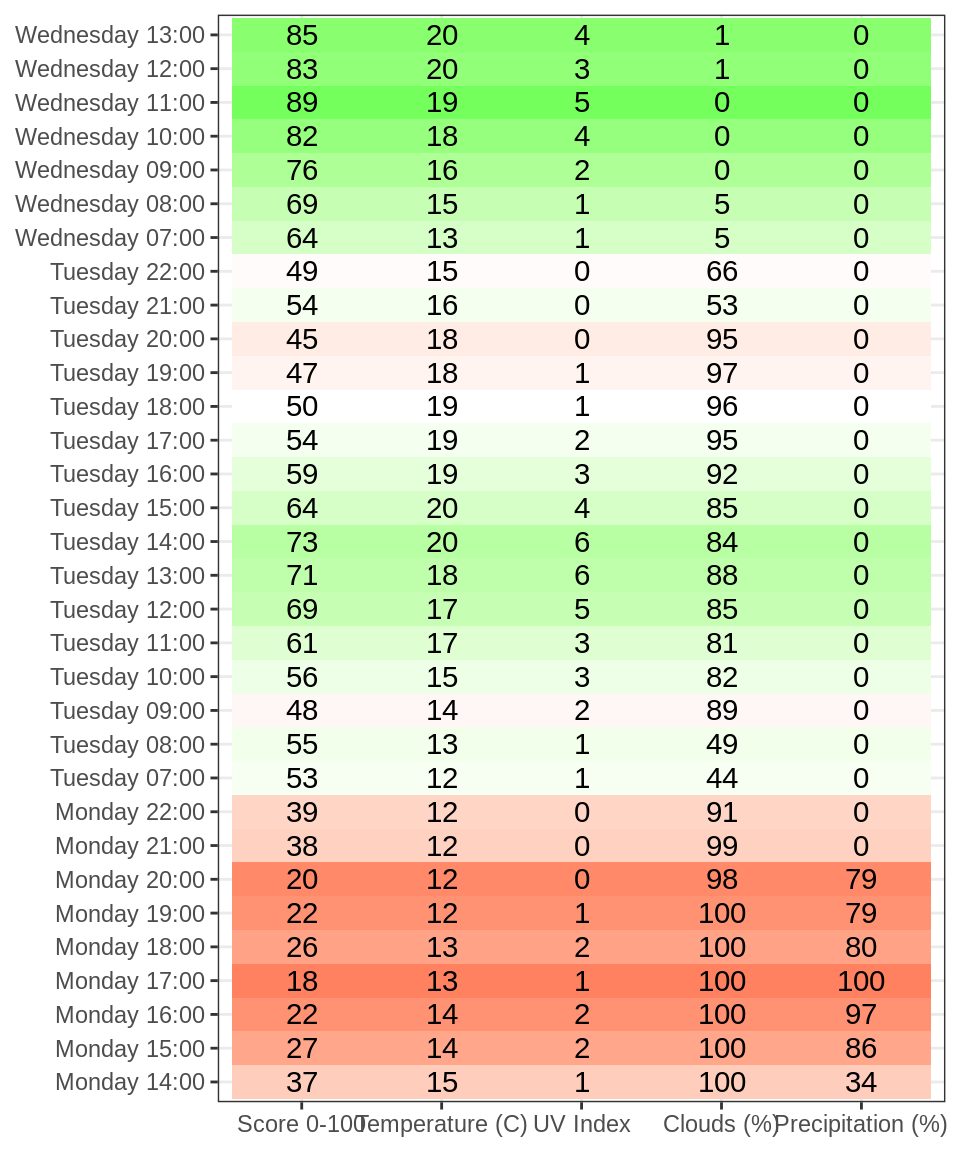 Wednesday 13:00 85 20 4 1 0
Wednesday 12:00 83 20 3 1 0
Wednesday 11:00 89 19 5 0 0
Wednesday 10:00 82 18 4 0 0
Wednesday 09:00 76 16 2 0 0
Wednesday 08:00 69 15 1 5 0
Wednesday 07:00 64 13 1 5 0
Tuesday 22:00 49 15 0 66 0
Tuesday 21:00 54 16 0 53 0
Tuesday 20:00 45 18 0 95 0
Tuesday 19:00 47 18 1 97 0
Tuesday 18:00 50 19 1 96 0
Tuesday 17:00 54 19 2 95 0
Tuesday 16:00 59 19 3 92 0
Tuesday 15:00 64 20 4 85 0
Tuesday 14:00 73 20 6 84 0
Tuesday 13:00 71 18 6 88 0
Tuesday 12:00 69 17 5 85 0
Tuesday 11:00 61 17 3 81 0
Tuesday 10:00 56 15 3 82 0
Tuesday 09:00 48 14 2 89 0
Tuesday 08:00 55 13 1 49 0
Tuesday 07:00 53 12 1 44 0
Monday 22:00 39 12 0 91 0
Monday 21:00 38 12 0 99 0
Monday 20:00 20 12 0 98 79
Monday 19:00 22 12 1 100 79
Monday 18:00 26 13 2 100 80
Monday 17:00 18 13 1 100 100
Monday 16:00 22 14 2 100 97
Monday 15:00 27 14 2 100 86
Monday 14:00 37 15 1 100 34
Score 0-100 Temperature (C) UV Index Clouds (%) Precipitation (%)